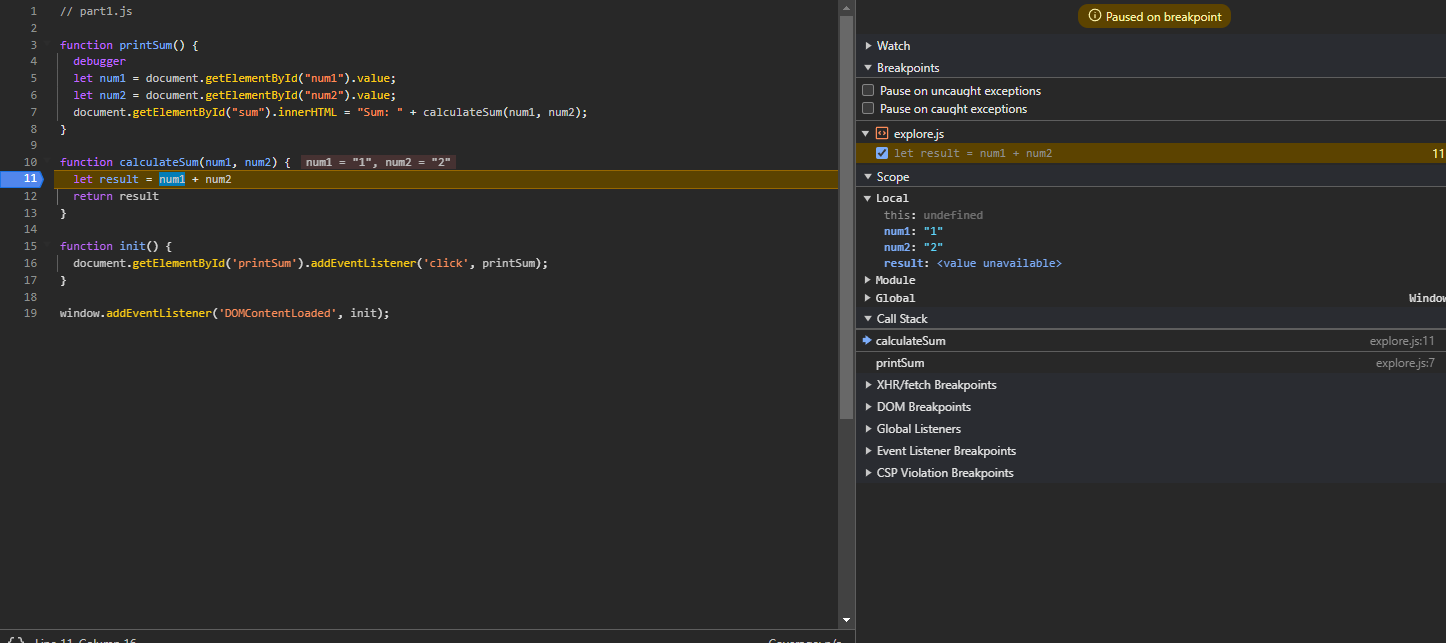 1 // part1.js
2
3 function printSum() {
4 debugger
5 let num1 = document.getElementById("num1").value;
6 let num2 = document.getElementById("num2").value;
7 document.getElementById("sum").innerHTML = "Sum: " + calculateSum(num1, num2);
8 }
9
10 function calculateSum(num1, num2) { num1 = "1", num2 = "2"
11 let result = num1 + num2
12 return result
13 }
14
15 function init() {
16 document.getElementById('printSum').addEventListener('click', printSum);
17 }
18
19 window.addEventListener('DOMContentLoaded', init);
{ } Line 11, Column 16
Coverage: n/a
Paused on breakpoint
Watch
Breakpoints
Pause on uncaught exceptions
Pause on caught exceptions
explore.js
let result = num1 + num2 11
Scope
Local
this: undefined
num1: "1"
num2: "2"
result: <value unavailable>
Module
Global Window
Call Stack
calculateSum explore.js:11
printSum explore.js:7
XHR/fetch Breakpoints
DOM Breakpoints
Global Listeners
Event Listener Breakpoints
CSP Violation Breakpoints